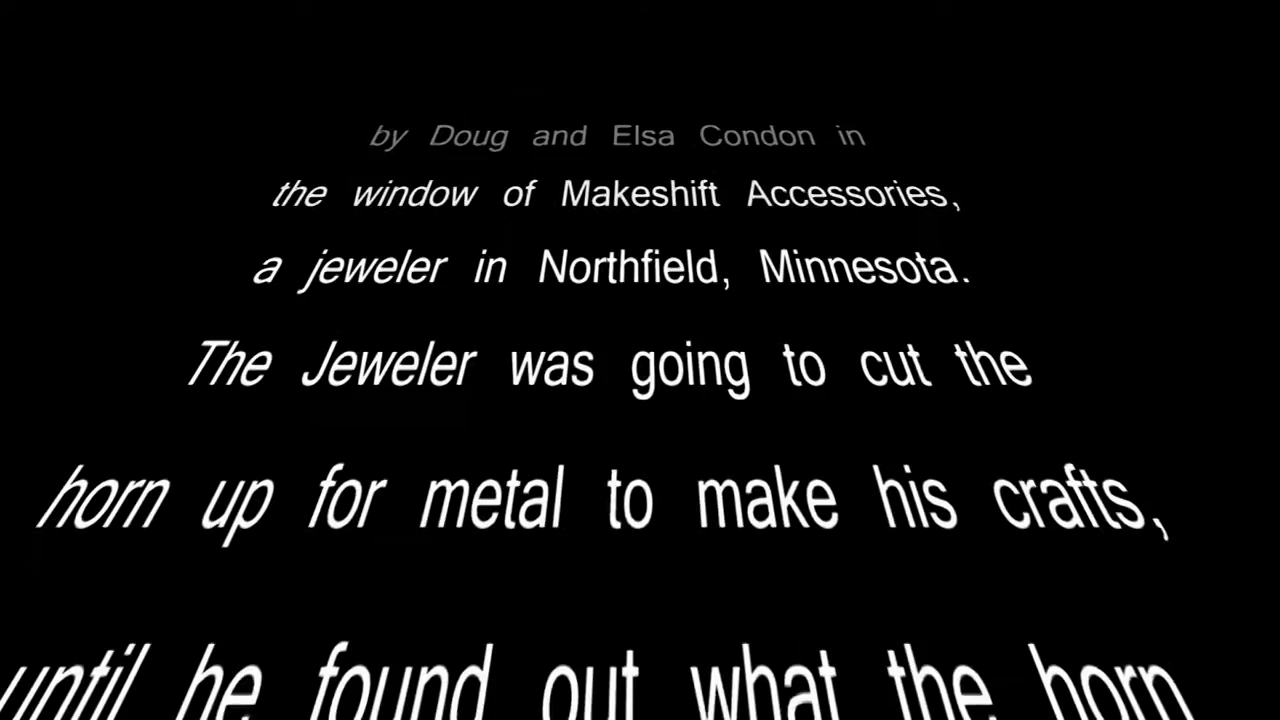 by Doug and Elsa Condon in
the window of Makeshift Accessories,
a jeweler in Northfield, Minnesota.
The Jeweler was going to cut the
horn up for metal to make his crafts,
until he found out what the horn